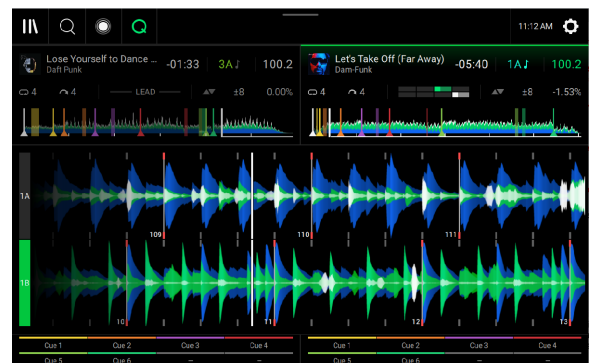 11:12 AM
Lose Yourself to Dance ...
Daft Punk
-01:33
3A
100.2
Let's Take Off (Far Away)
Dam-Funk
-05:40
1A
100.2
4
4
LEAD
±8
0.00%
4
4
±8
-1.53%
1A
109
110
111
1B
10
11
12
13
Cue 1 Cue 2 Cue 3 Cue 4
Cue 1 Cue 2 Cue 3 Cue 4
Cue 5 Cue 6 – –
Cue 5 Cue 6 – –